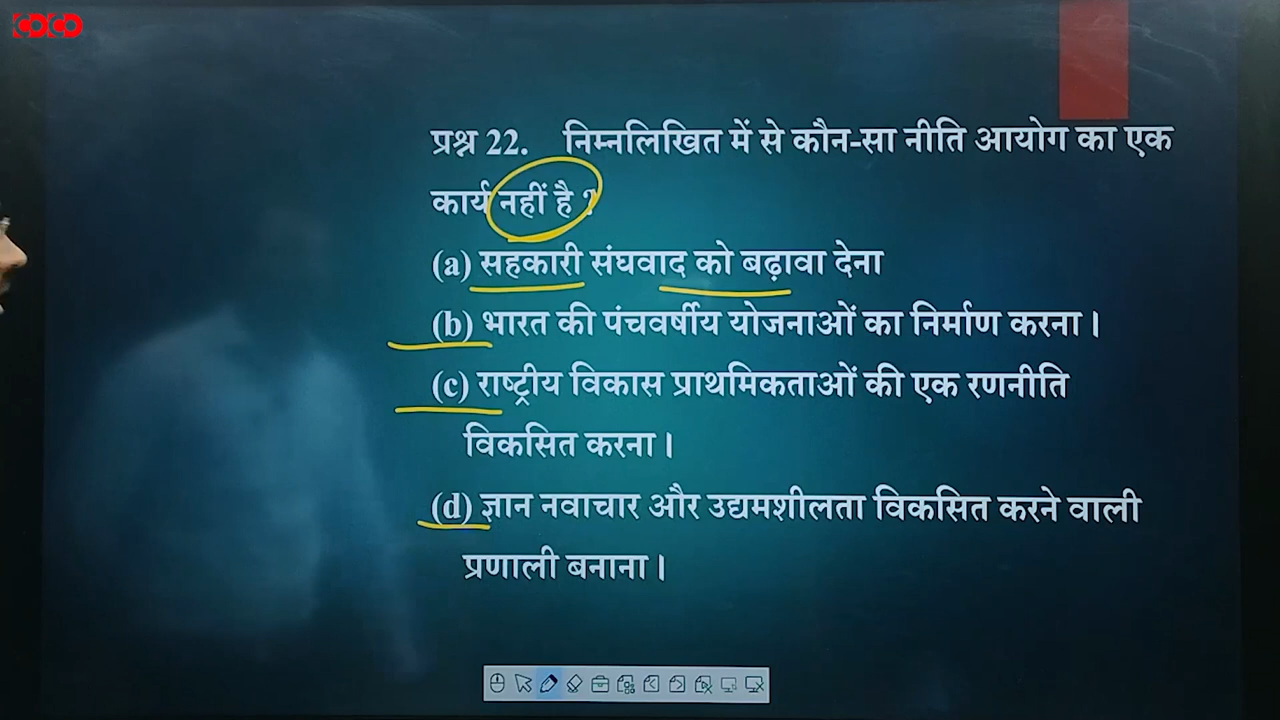 COCO
प्रश्न 22. निम्नलिखित में से कौन-सा नीति आयोग का एक
कार्य नहीं है ?
(a) सहकारी संघवाद को बढ़ावा देना
(b) भारत की पंचवर्षीय योजनाओं का निर्माण करना।
(c) राष्ट्रीय विकास प्राथमिकताओं की एक रणनीति
विकसित करना।
(d) ज्ञान नवाचार और उद्यमशीलता विकसित करने वाली
प्रणाली बनाना।